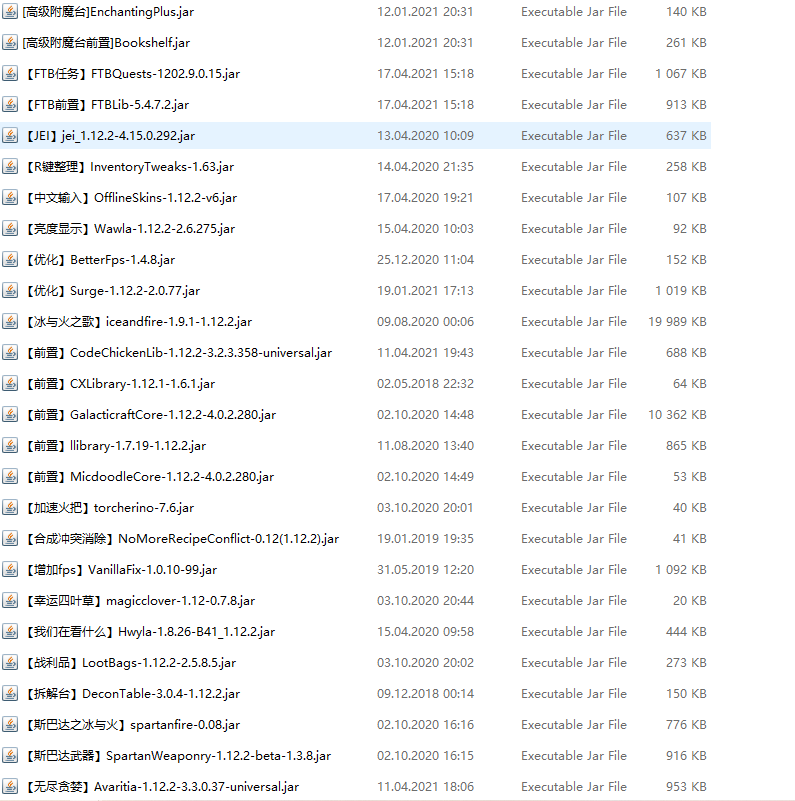 [高级附魔台]EnchantingPlus.jar 12.01.2021 20:31 Executable Jar File 140 KB
[高级附魔台前置]Bookshelf.jar 12.01.2021 20:31 Executable Jar File 261 KB
【FTB任务】FTBQuests-1202.9.0.15.jar 17.04.2021 15:18 Executable Jar File 1 067 KB
【FTB前置】FTBLib-5.4.7.2.jar 17.04.2021 15:18 Executable Jar File 913 KB
【JEI】jei_1.12.2-4.15.0.292.jar 13.04.2020 10:09 Executable Jar File 637 KB
【R键整理】InventoryTweaks-1.63.jar 14.04.2020 21:35 Executable Jar File 258 KB
【中文输入】OfflineSkins-1.12.2-v6.jar 17.04.2020 19:21 Executable Jar File 107 KB
【亮度显示】Wawla-1.12.2-2.6.275.jar 15.04.2020 10:03 Executable Jar File 92 KB
【优化】BetterFps-1.4.8.jar 25.12.2020 11:04 Executable Jar File 152 KB
【优化】Surge-1.12.2-2.0.77.jar 19.01.2021 17:13 Executable Jar File 1 019 KB
【冰与火之歌】iceandfire-1.9.1-1.12.2.jar 09.08.2020 00:06 Executable Jar File 19 989 KB
【前置】CodeChickenLib-1.12.2-3.2.3.358-universal.jar 11.04.2021 19:43 Executable Jar File 688 KB
【前置】CXLibrary-1.12.1-1.6.1.jar 02.05.2018 22:32 Executable Jar File 64 KB
【前置】GalacticraftCore-1.12.2-4.0.2.280.jar 02.10.2020 14:48 Executable Jar File 10 362 KB
【前置】llibrary-1.7.19-1.12.2.jar 11.08.2020 13:40 Executable Jar File 865 KB
【前置】MicdoodleCore-1.12.2-4.0.2.280.jar 02.10.2020 14:49 Executable Jar File 53 KB
【加速火把】torcherino-7.6.jar 03.10.2020 20:01 Executable Jar File 40 KB
【合成冲突消除】NoMoreRecipeConflict-0.12(1.12.2).jar 19.01.2019 19:35 Executable Jar File 41 KB
【增加fps】VanillaFix-1.0.10-99.jar 31.05.2019 12:20 Executable Jar File 1 092 KB
【幸运四叶草】magicclover-1.12-0.7.8.jar 03.10.2020 20:44 Executable Jar File 20 KB
【我们在看什么】Hwyla-1.8.26-B41_1.12.2.jar 15.04.2020 09:58 Executable Jar File 444 KB
【战利品】LootBags-1.12.2-2.5.8.5.jar 03.10.2020 20:02 Executable Jar File 273 KB
【拆解台】DeconTable-3.0.4-1.12.2.jar 09.12.2018 00:14 Executable Jar File 150 KB
【斯巴达之冰与火】spartanfire-0.08.jar 02.10.2020 16:16 Executable Jar File 776 KB
【斯巴达武器】SpartanWeaponry-1.12.2-beta-1.3.8.jar 02.10.2020 16:15 Executable Jar File 916 KB
【无尽贪婪】Avaritia-1.12.2-3.3.0.37-universal.jar 11.04.2021 18:06 Executable Jar File 953 KB